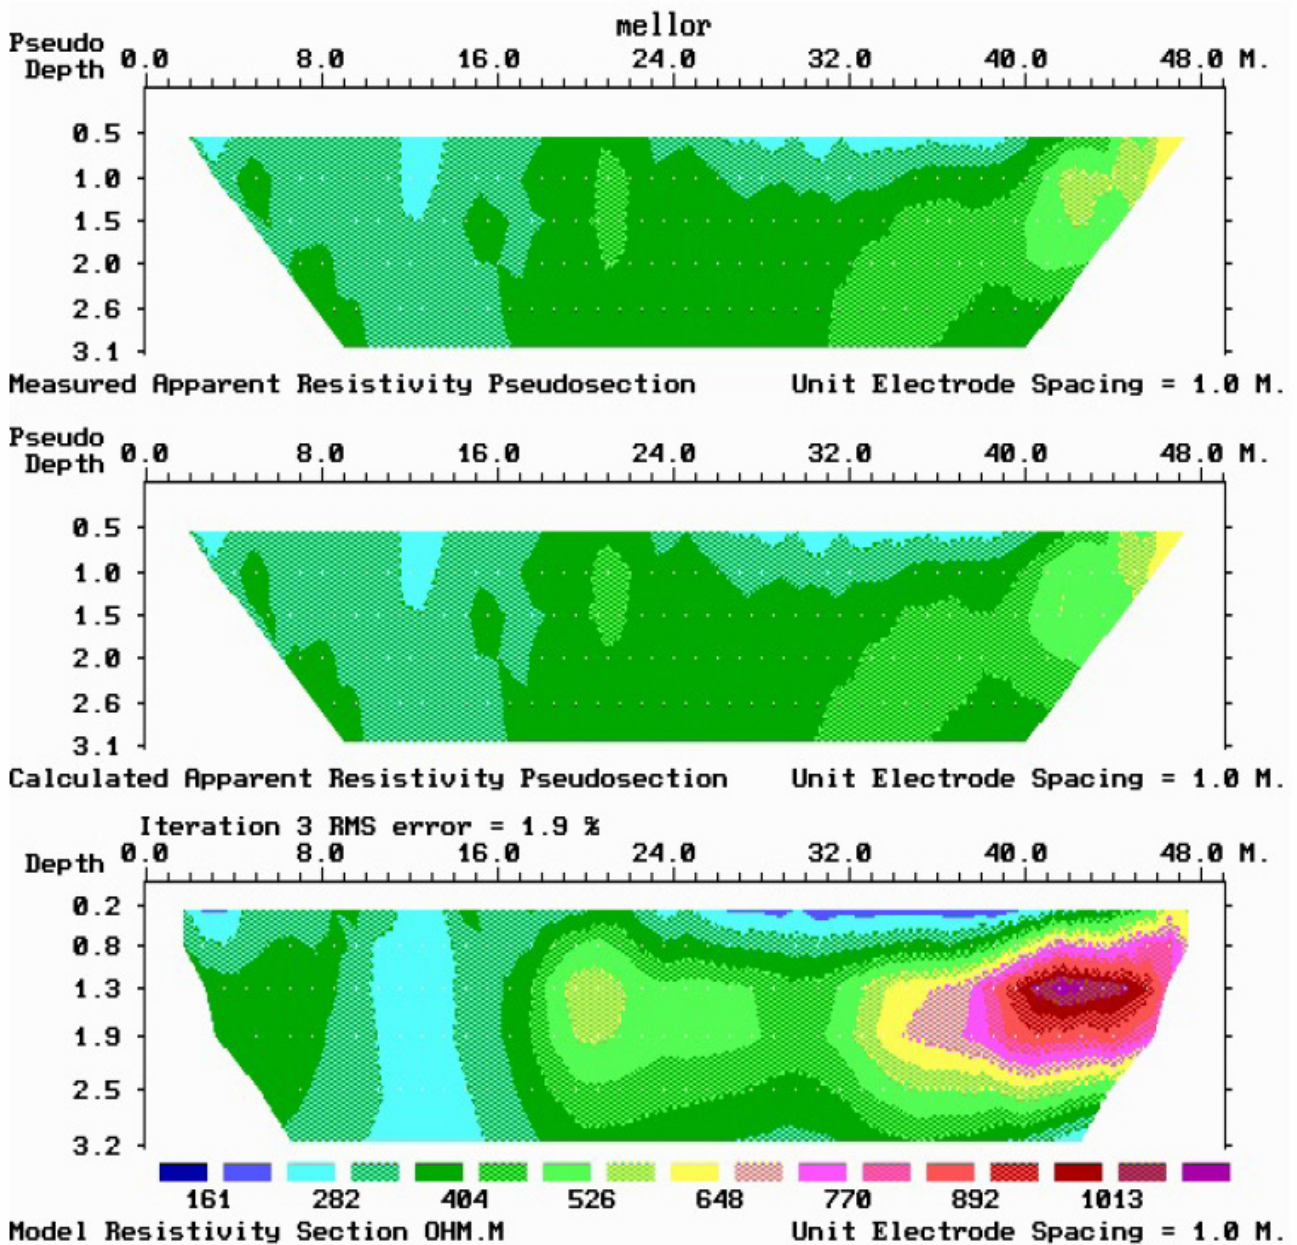 mellor
Pseudo Depth 0.0 8.0 16.0 24.0 32.0 40.0 48.0 M.
0.5
1.0
1.5
2.0
2.6
3.1
Measured Apparent Resistivity Pseudosection Unit Electrode Spacing = 1.0 M.
Pseudo Depth 0.0 8.0 16.0 24.0 32.0 40.0 48.0 M.
0.5
1.0
1.5
2.0
2.6
3.1
Calculated Apparent Resistivity Pseudosection Unit Electrode Spacing = 1.0 M.
Iteration 3 RMS error = 1.9 %
Depth 0.0 8.0 16.0 24.0 32.0 40.0 48.0 M.
0.2
0.8
1.3
1.9
2.5
3.2
161 282 404 526 648 770 892 1013
Model Resistivity Section OHM.M Unit Electrode Spacing = 1.0 M.